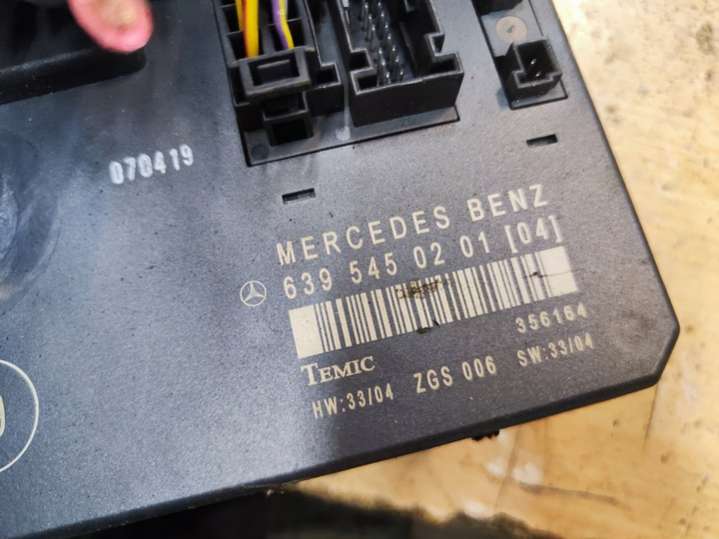 070419
MERCEDES BENZ
639 545 02 01 [04]
356164
TEMIC
HW:33/04 ZGS 006 SW:33/04